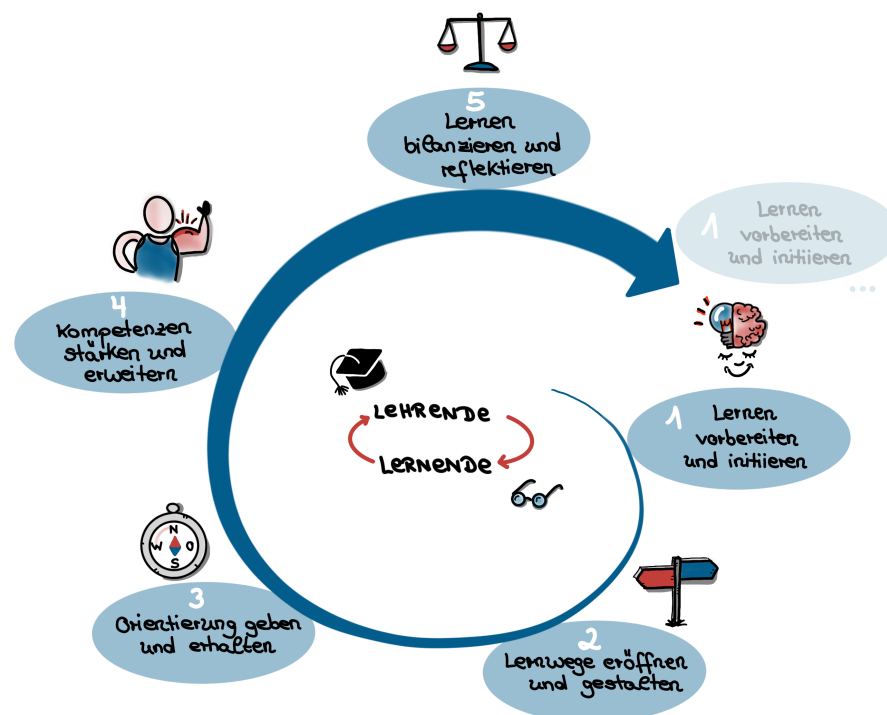 5
Lernen
bilanzieren und
reflektieren
1
Lernen
vorbereiten
und initiieren
...
4
Kompetenzen
stärken und
erweitern
LEHRENDE
LERNENDE
1
Lernen
vorbereiten
und initiieren
N
W O
S
3
Orientierung geben
und erhalten
2
Lernwege eröffnen
und gestalten